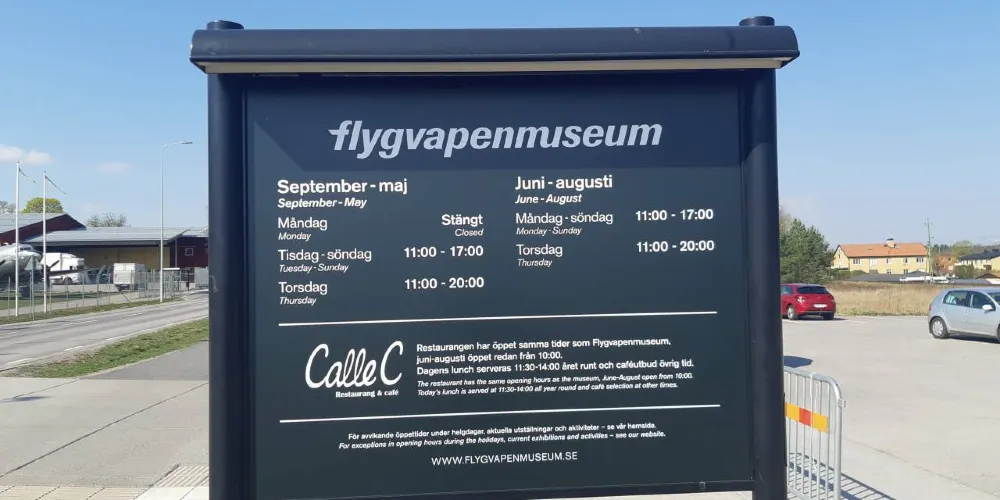 flygvapenmuseum
September - maj
September - May
Måndag
Monday
Stängt
Closed
Tisdag - söndag 11:00 - 17:00
Tuesday - Sunday
Torsdag 11:00 - 20:00
Thursday
Juni - augusti
June - August
Måndag - söndag 11:00 - 17:00
Monday - Sunday
Torsdag 11:00 - 20:00
Thursday
Calle C
Restaurang & café
Restaurangen har öppet samma tider som Flygvapenmuseum,
juni-augusti öppet redan från 10:00.
Dagens lunch serveras 11:30-14:00 året runt och caféutbud övrig tid.
The restaurant has the same opening hours as the museum, June-August open from 10:00.
Today's lunch is served at 11:30-14:00 all year round and café selection at other times.
För avvikande öppettider under helgdagar, aktuella utställningar och aktiviteter – se vår hemsida.
For exceptions in opening hours during the holidays, current exhibitions and activities – see our website.
WWW.FLYGVAPENMUSEUM.SE